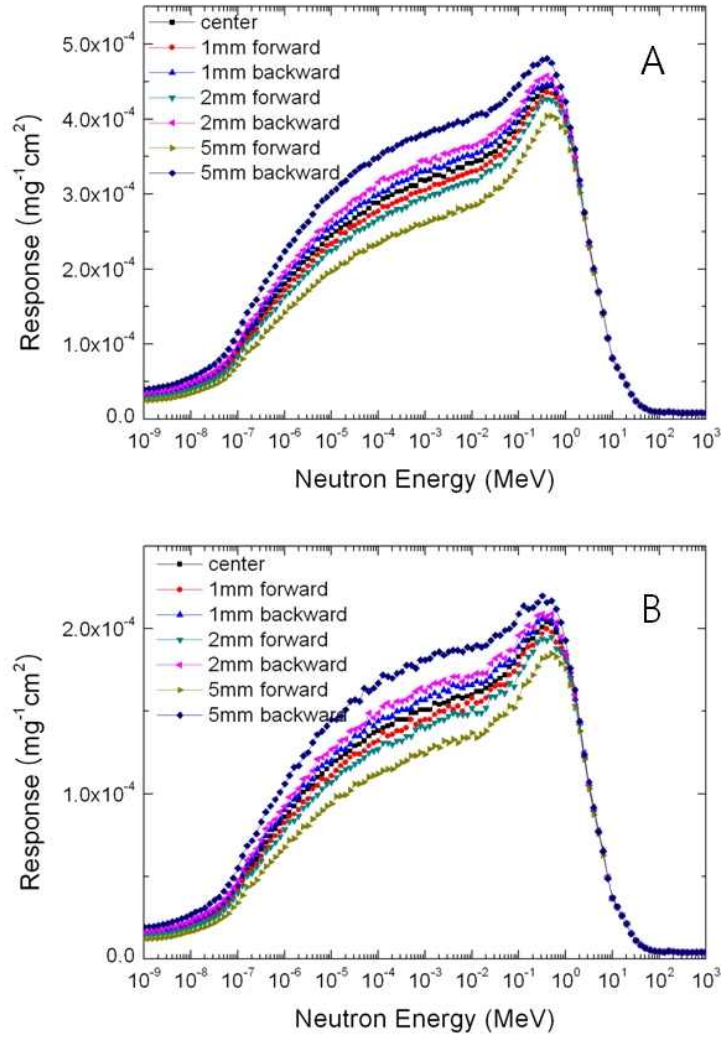 A
center
1mm forward
1mm backward
2mm forward
2mm backward
5mm forward
5mm backward
5.0x10⁻⁴
4.0x10⁻⁴
3.0x10⁻⁴
2.0x10⁻⁴
1.0x10⁻⁴
0.0
Response (mg⁻¹cm²)
10⁻⁹ 10⁻⁸ 10⁻⁷ 10⁻⁶ 10⁻⁵ 10⁻⁴ 10⁻³ 10⁻² 10⁻¹ 10⁰ 10¹ 10² 10³
Neutron Energy (MeV)
B
center
1mm forward
1mm backward
2mm forward
2mm backward
5mm forward
5mm backward
2.0x10⁻⁴
1.0x10⁻⁴
0.0
Response (mg⁻¹cm²)
10⁻⁹ 10⁻⁸ 10⁻⁷ 10⁻⁶ 10⁻⁵ 10⁻⁴ 10⁻³ 10⁻² 10⁻¹ 10⁰ 10¹ 10² 10³
Neutron Energy (MeV)